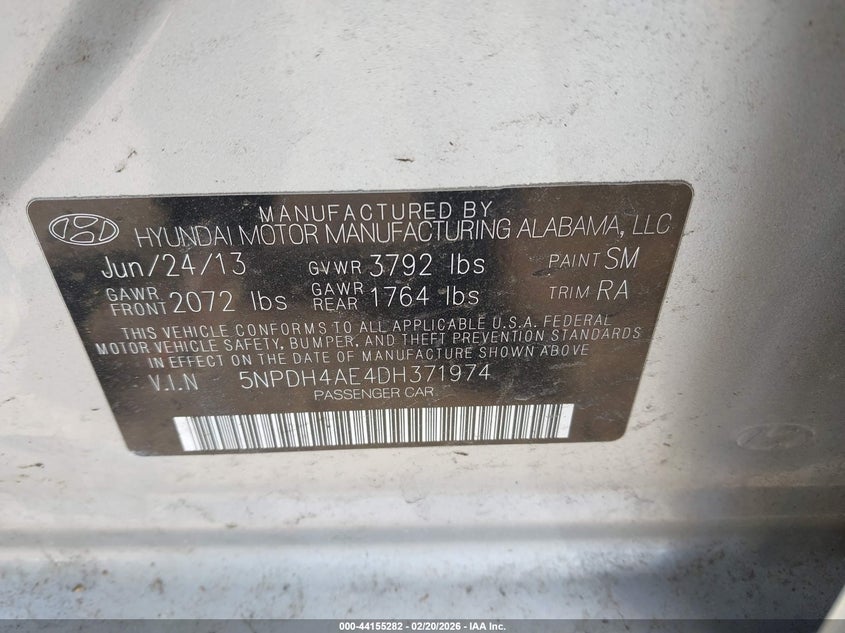 MANUFACTURED BY
HYUNDAI MOTOR MANUFACTURING ALABAMA, LLC
Jun/24/13 GVWR 3792 lbs PAINT SM
GAWR FRONT 2072 lbs GAWR REAR 1764 lbs TRIM RA
THIS VEHICLE CONFORMS TO ALL APPLICABLE U.S.A. FEDERAL
MOTOR VEHICLE SAFETY, BUMPER, AND THEFT PREVENTION STANDARDS
IN EFFECT ON THE DATE OF MANUFACTURE SHOWN ABOVE
V.I.N 5NPDH4AE4DH371974
PASSENGER CAR
000-44155282 - 02/20/2026 - IAA Inc.